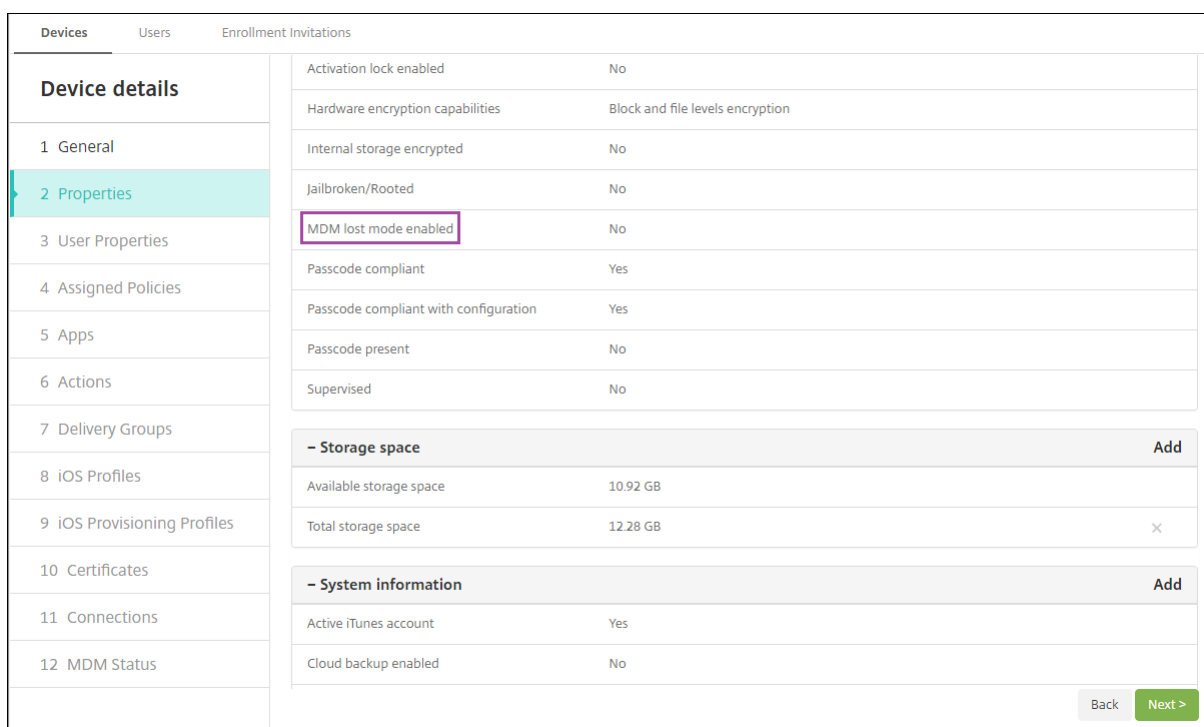 Devices Users Enrollment Invitations
Device details
1 General
2 Properties
3 User Properties
4 Assigned Policies
5 Apps
6 Actions
7 Delivery Groups
8 iOS Profiles
9 iOS Provisioning Profiles
10 Certificates
11 Connections
12 MDM Status
Activation lock enabled No
Hardware encryption capabilities Block and file levels encryption
Internal storage encrypted No
Jailbroken/Rooted No
MDM lost mode enabled No
Passcode compliant Yes
Passcode compliant with configuration Yes
Passcode present No
Supervised No
– Storage space Add
Available storage space 10.92 GB
Total storage space 12.28 GB ×
– System information Add
Active iTunes account Yes
Cloud backup enabled No
Back Next >